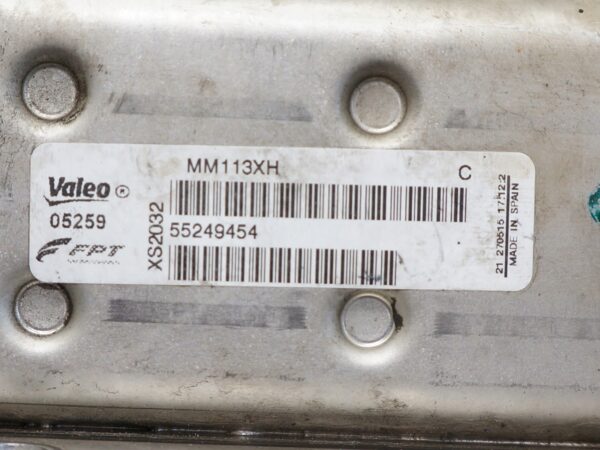 Valeo ®
05259
FPT
XS2032
MM113XH
C
55249454
21 270515 17:12:2
MADE IN SPAIN